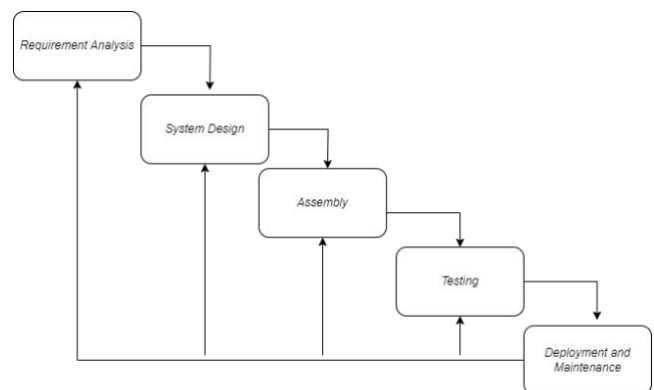 Requirement Analysis
System Design
Assembly
Testing
Deployment and
Maintenance